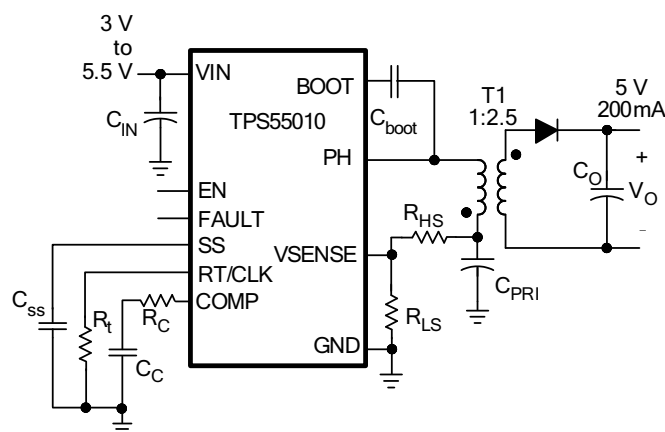 3 V
to
5.5 V
VIN
BOOT
C_IN
TPS55010
C_boot
T1
1:2.5
5 V
200mA
PH
+
C_O
V_O
-
EN
FAULT
R_HS
SS
VSENSE
RT/CLK
C_PRI
C_ss
R_t
R_C
COMP
R_LS
C_C
GND